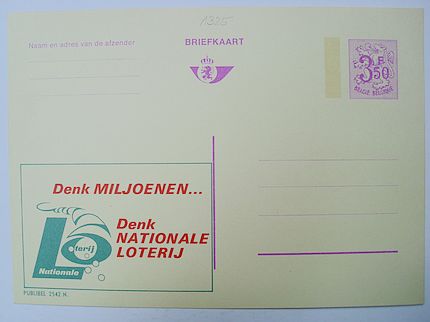 1325
Naam en adres van de afzender
BRIEFKAART
3F
50
BELGIE-BELGIQUE
Denk MILJOENEN...
Denk
NATIONALE
LOTERIJ
Loterij
Nationale
PUBLIBEL 2542 N.